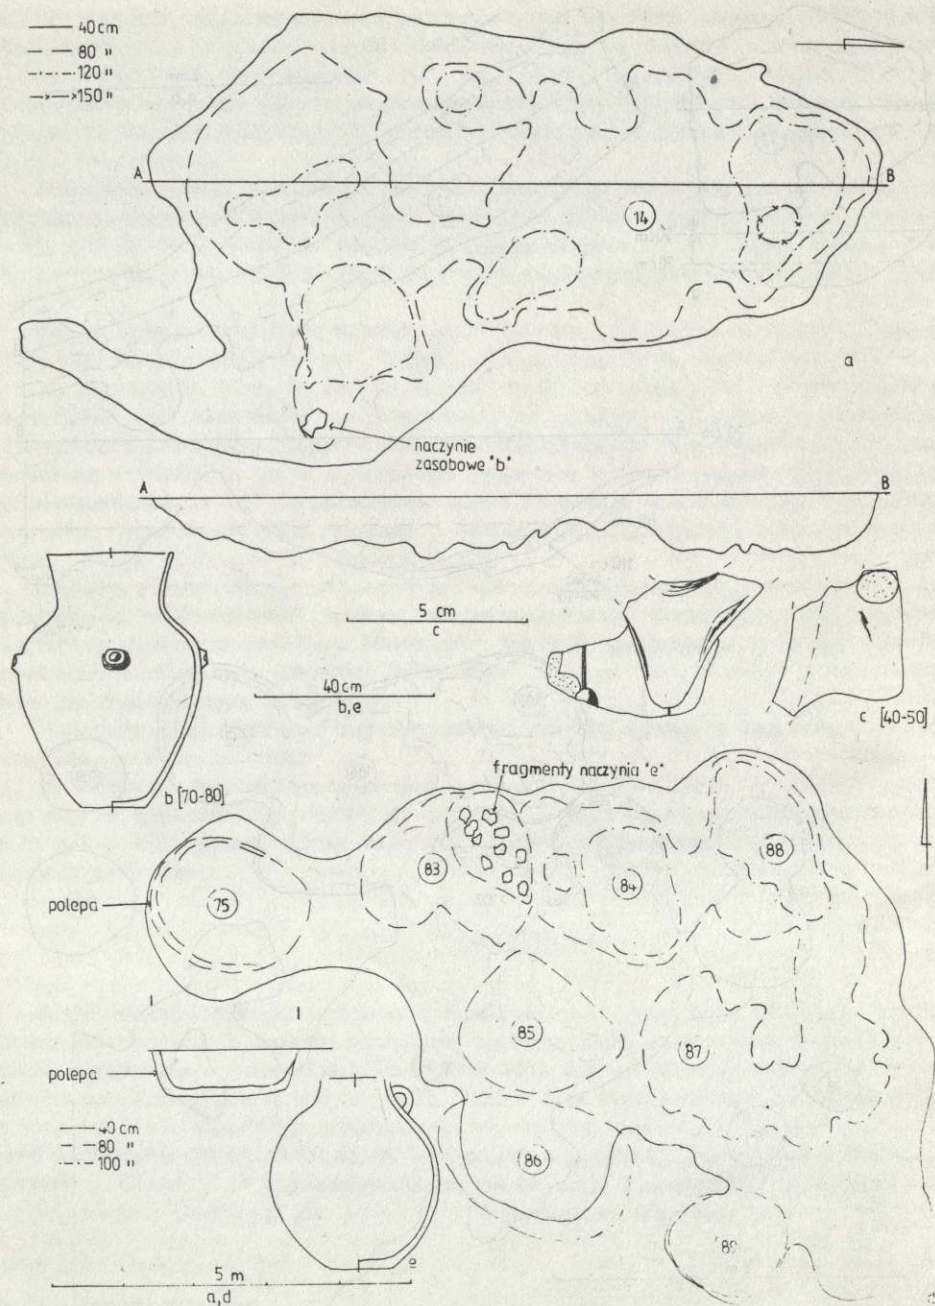 40 cm
80 "
120 "
150 "
A
B
14
a
naczynie
zasobowe "b"
A
B
5 cm
c
40 cm
b, e
c [40-50]
b [70-80]
fragmenty naczynia "e"
83
84
88
polepa
75
85
87
polepa
40 cm
80 "
100 "
86
89
e
5 m
a, d
d